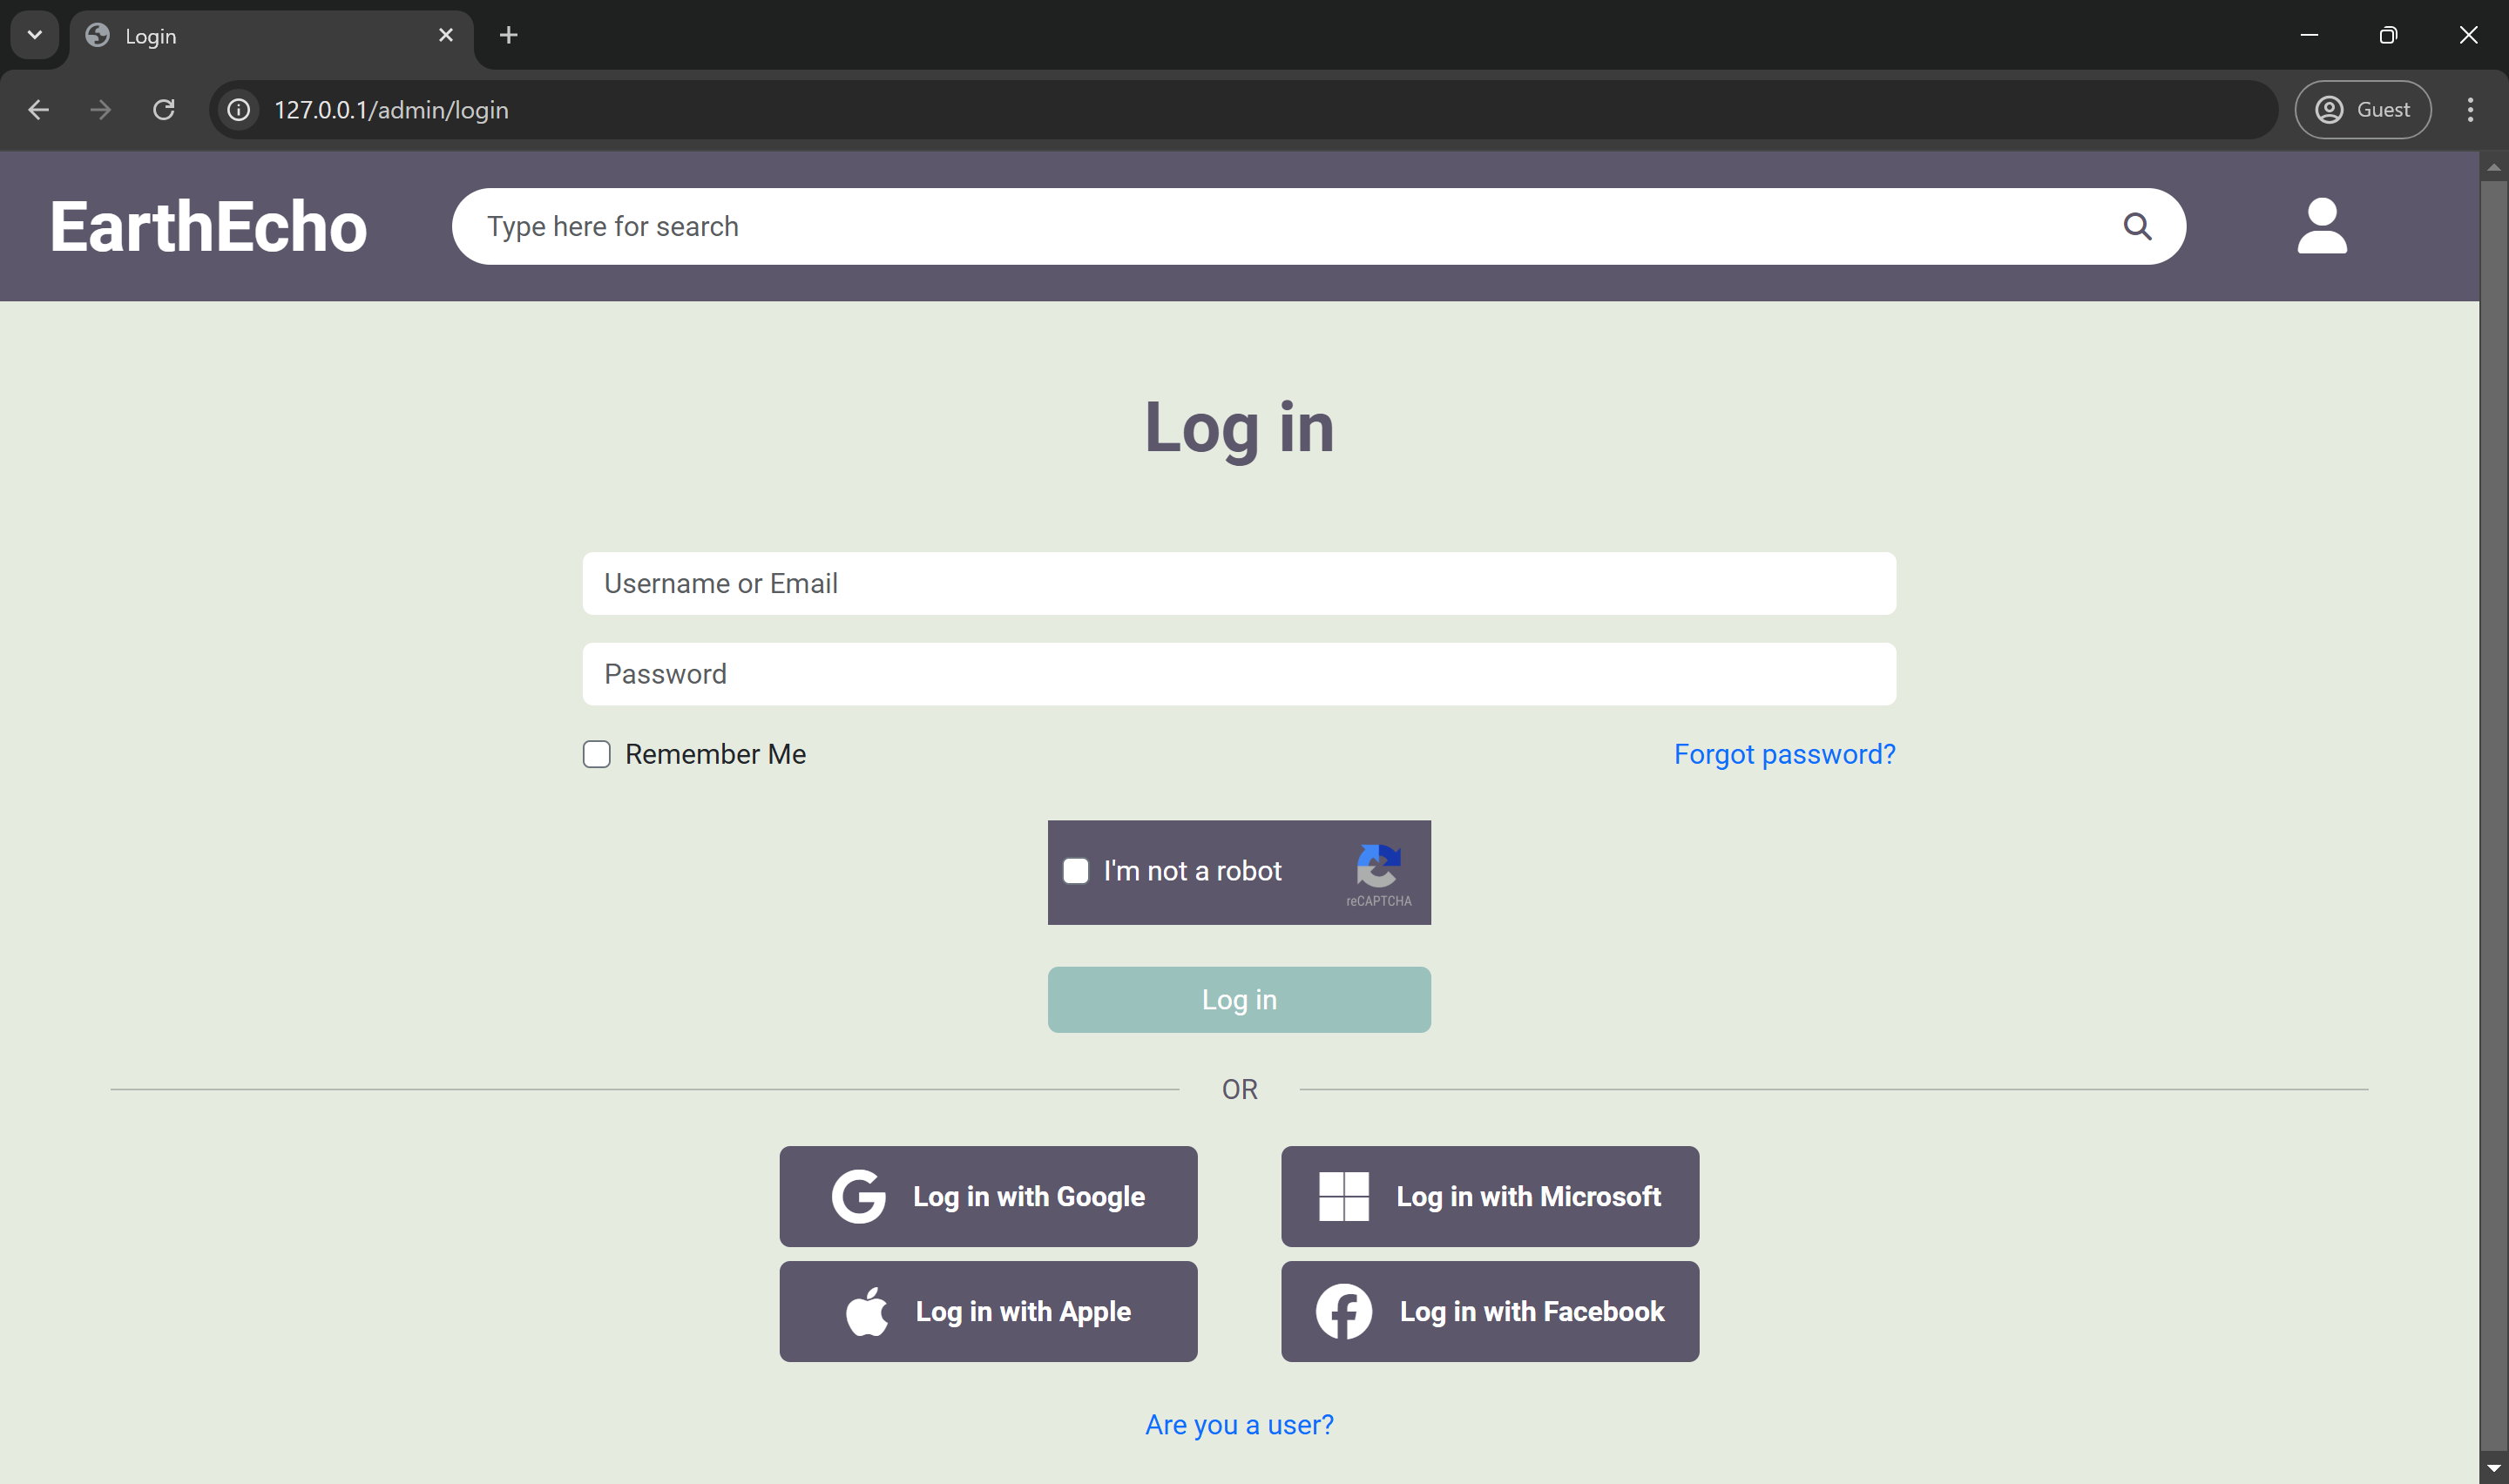 Login
127.0.0.1/admin/login
Guest
EarthEcho
Type here for search
Log in
Username or Email
Password
Remember Me
Forgot password?
I'm not a robot
reCAPTCHA
Log in
OR
Log in with Google
Log in with Microsoft
Log in with Apple
Log in with Facebook
Are you a user?